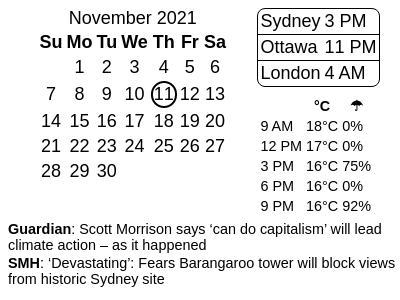 November 2021
Su Mo Tu We Th Fr Sa
1 2 3 4 5 6
7 8 9 10 11 12 13
14 15 16 17 18 19 20
21 22 23 24 25 26 27
28 29 30
Sydney 3 PM
Ottawa 11 PM
London 4 AM
°C ☂
9 AM 18°C 0%
12 PM 17°C 0%
3 PM 16°C 75%
6 PM 16°C 0%
9 PM 16°C 92%
Guardian: Scott Morrison says ‘can do capitalism’ will lead
climate action – as it happened
SMH: ‘Devastating’: Fears Barangaroo tower will block views
from historic Sydney site